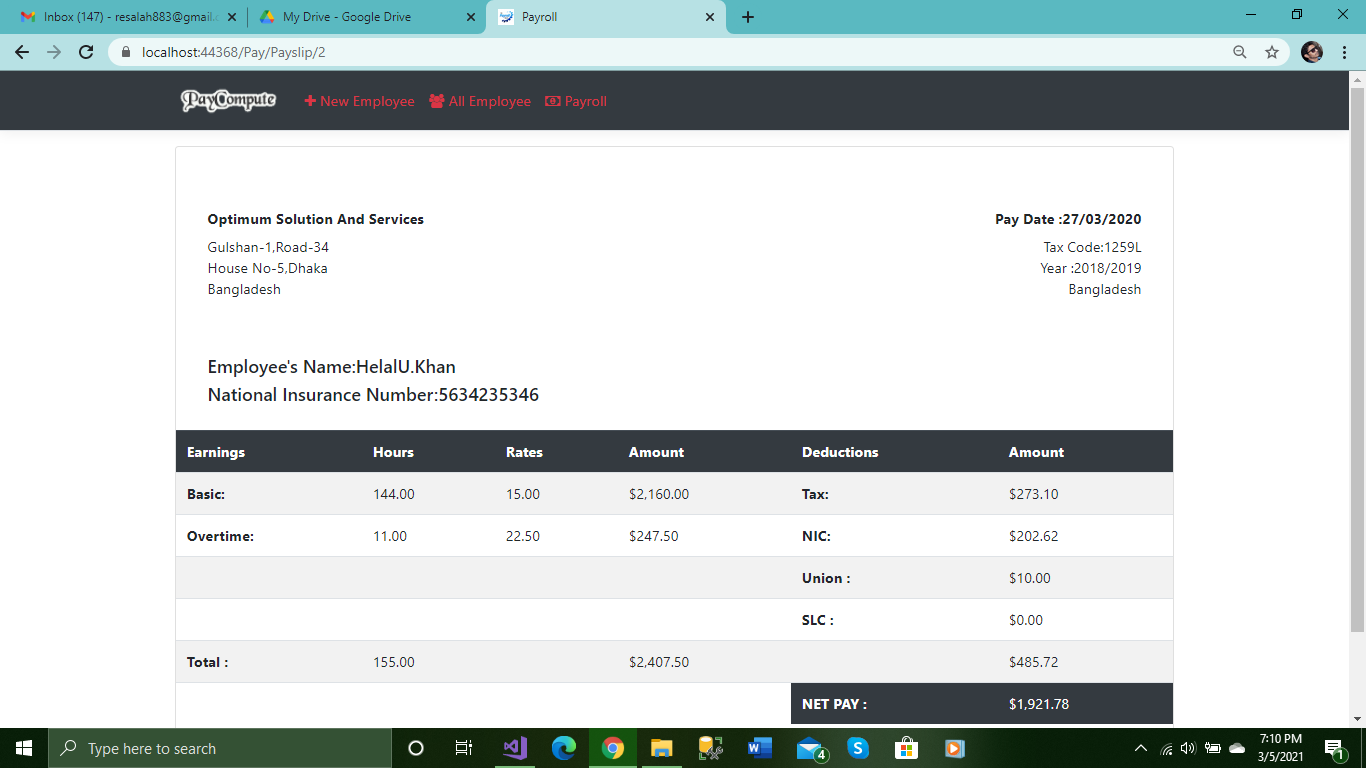 Inbox (147) - resalah883@gmail.c
My Drive - Google Drive
Payroll
localhost:44368/Pay/Payslip/2
PayCompute
New Employee
All Employee
Payroll
Optimum Solution And Services
Pay Date :27/03/2020
Gulshan-1,Road-34
Tax Code:1259L
House No-5,Dhaka
Year :2018/2019
Bangladesh
Bangladesh
Employee's Name:HelalU.Khan
National Insurance Number:5634235346
Earnings Hours Rates Amount Deductions Amount
Basic: 144.00 15.00 $2,160.00 Tax: $273.10
Overtime: 11.00 22.50 $247.50 NIC: $202.62
Union : $10.00
SLC : $0.00
Total : 155.00 $2,407.50 $485.72
NET PAY : $1,921.78
Type here to search
4
7:10 PM
3/5/2021
1